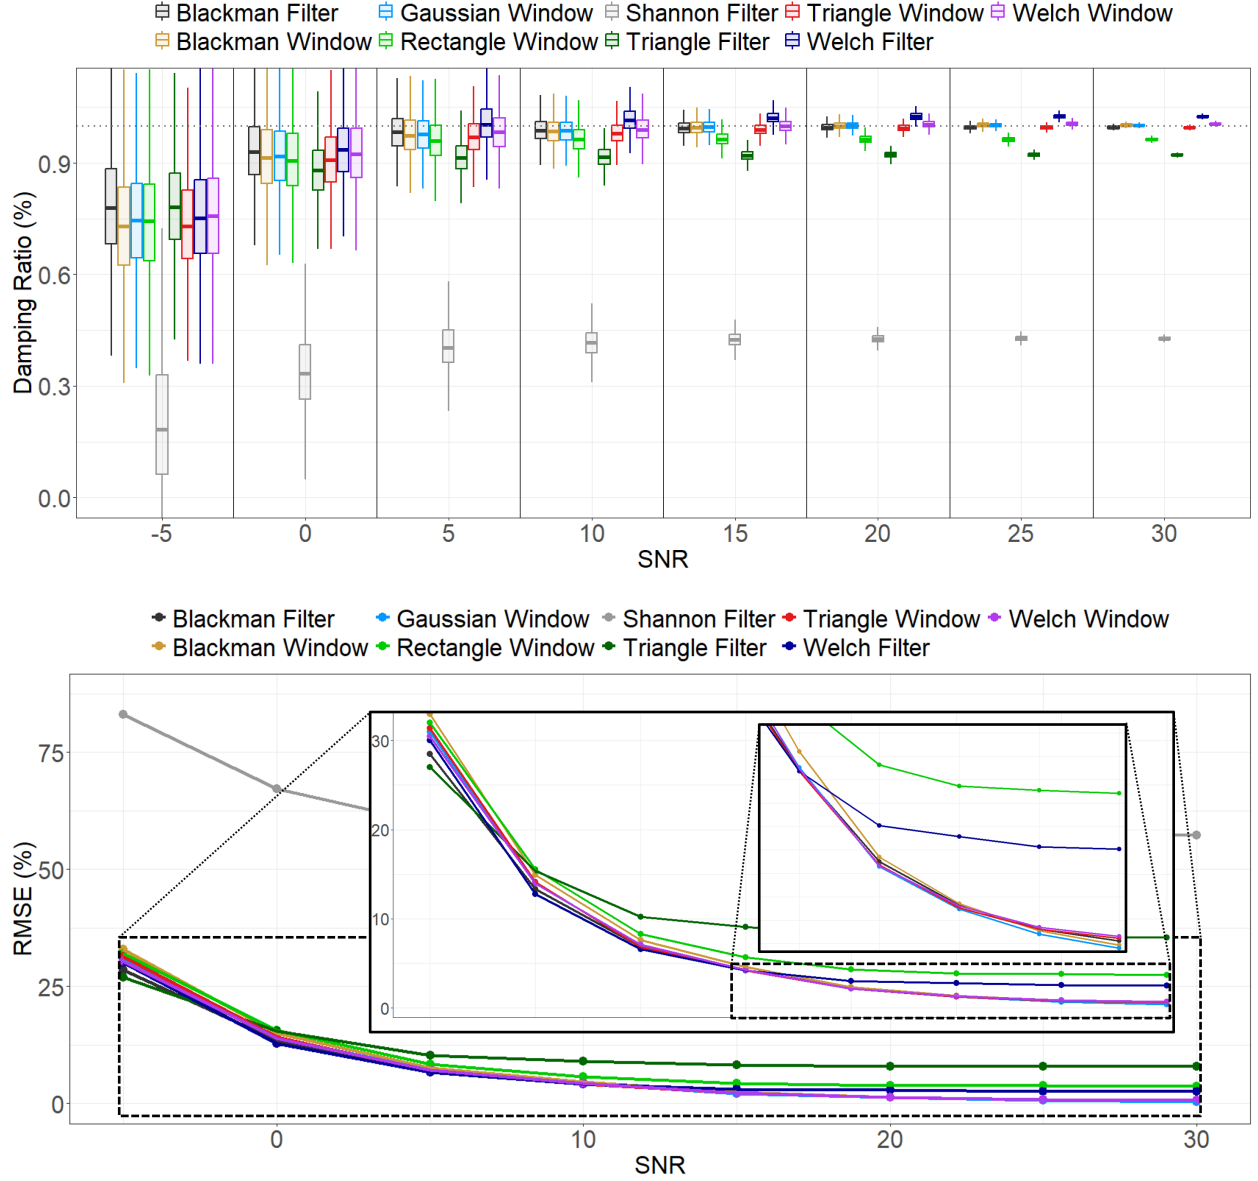 Blackman Filter Gaussian Window Shannon Filter Triangle Window Welch Window
Blackman Window Rectangle Window Triangle Filter Welch Filter
Damping Ratio (%)
0.9
0.6
0.3
0.0
-5 0 5 10 15 20 25 30
SNR
Blackman Filter Gaussian Window Shannon Filter Triangle Window Welch Window
Blackman Window Rectangle Window Triangle Filter Welch Filter
RMSE (%)
75
50
25
0
30
20
10
0
0 10 20 30
SNR